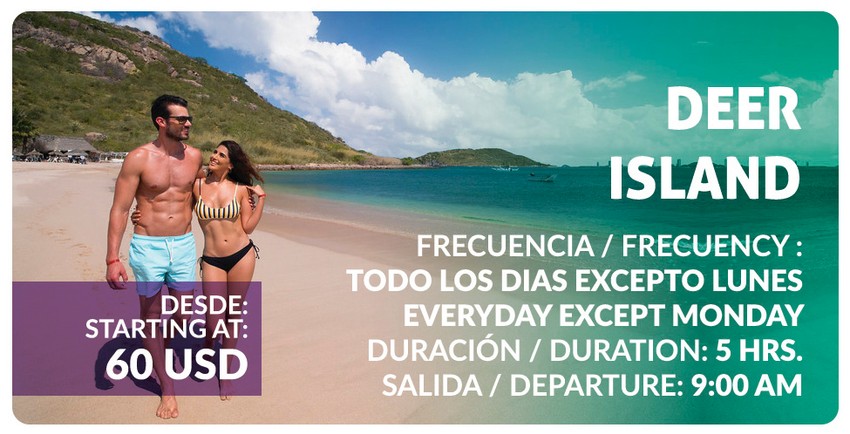 DEER
ISLAND
FRECUENCIA / FRECUENCY :
TODO LOS DIAS EXCEPTO LUNES
EVERYDAY EXCEPT MONDAY
DURACIÓN / DURATION: 5 HRS.
SALIDA / DEPARTURE: 9:00 AM
DESDE:
STARTING AT:
60 USD